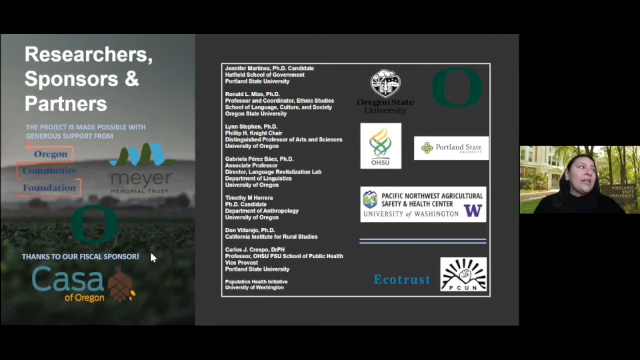 Researchers,
Sponsors &
Partners
THE PROJECT IS MADE POSSIBLE WITH
GENEROUS SUPPORT FROM
Oregon
Community
Foundation
meyer
MEMORIAL TRUST
O
THANKS TO OUR FISCAL SPONSOR!
Casa
of Oregon
Jennifer Martinez, Ph.D. Candidate
Hatfield School of Government
Portland State University
Ronald L. Mize, Ph.D.
Professor and Coordinator, Ethnic Studies
School of Language, Culture, and Society
Oregon State University
Lynn Stephen, Ph.D.
Phillip H. Knight Chair
Distinguished Professor of Arts and Sciences
University of Oregon
Gabriela Pérez Báez, Ph.D.
Associate Professor
Director, Language Revitalization Lab
Department of Linguistics
University of Oregon
Timothy M Herrera
Ph.D. Candidate
Department of Anthropology
University of Oregon
Don Villarejo, Ph.D.
California Institute for Rural Studies
Carlos J. Crespo, DrPH
Professor, OHSU PSU School of Public Health
Vice Provost
Portland State University
Population Health Initiative
University of Washington
Oregon State
University
O
OHSU
Portland State
UNIVERSITY
PACIFIC NORTHWEST AGRICULTURAL
SAFETY & HEALTH CENTER
UNIVERSITY of WASHINGTON
W
Ecotrust
PCUN
PORTLAND STATE
UNIVERSITY